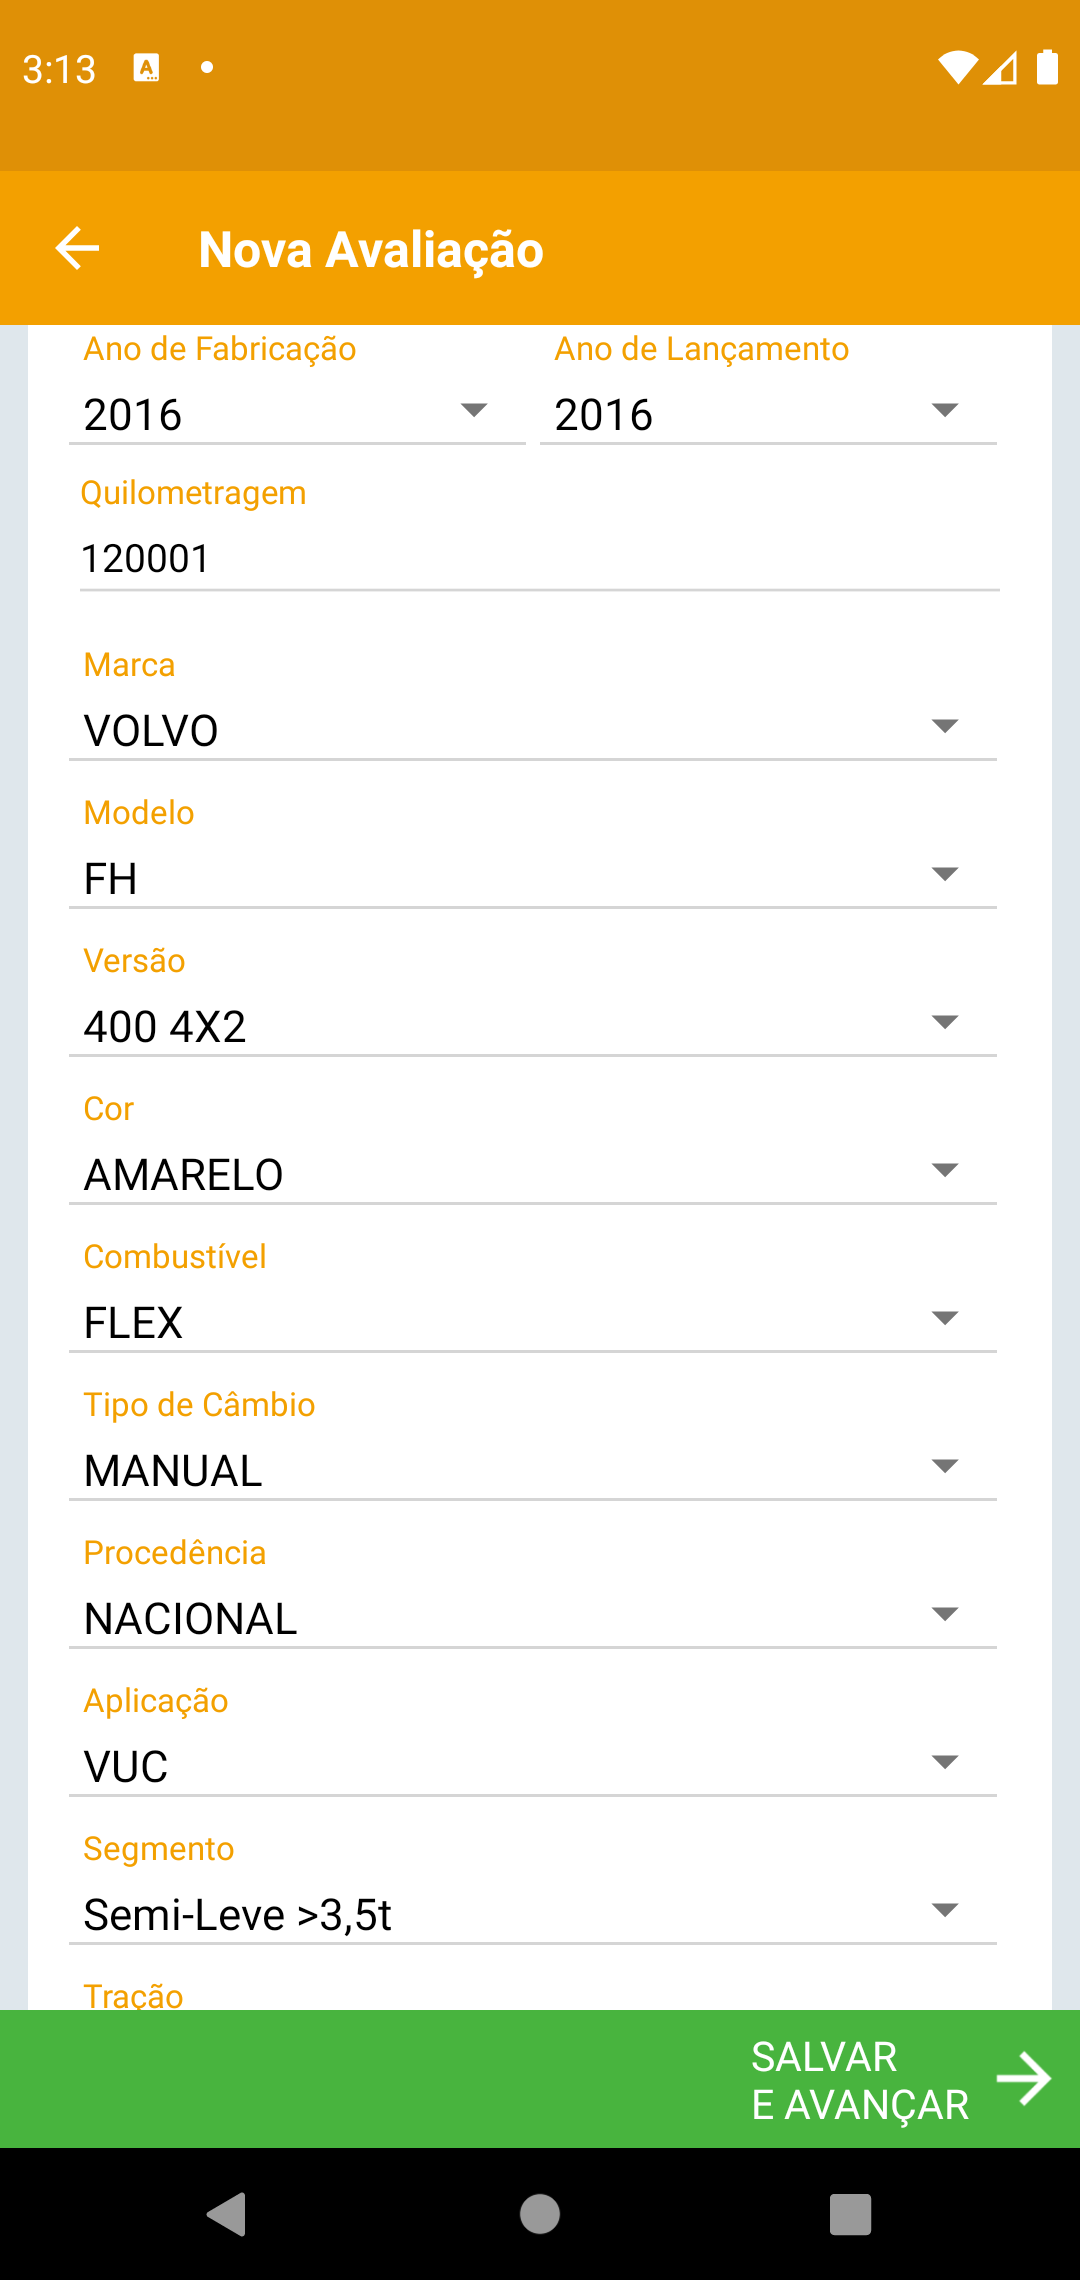 3:13
Nova Avaliação
Ano de Fabricação Ano de Lançamento
2016 2016
Quilometragem
120001
Marca
VOLVO
Modelo
FH
Versão
400 4X2
Cor
AMARELO
Combustível
FLEX
Tipo de Câmbio
MANUAL
Procedência
NACIONAL
Aplicação
VUC
Segmento
Semi-Leve >3,5t
Tração
SALVAR
E AVANÇAR